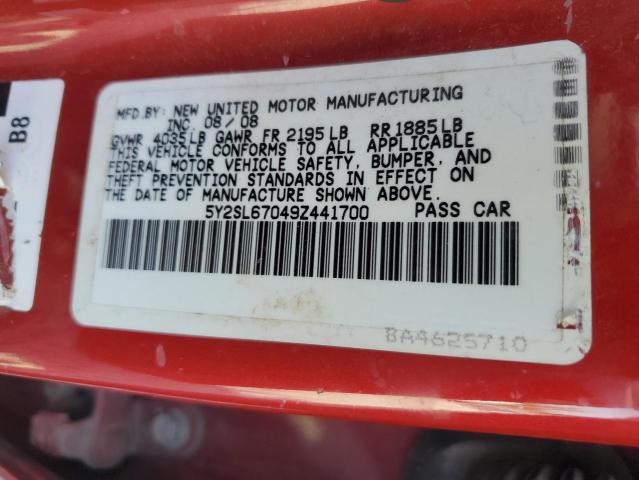 MFD.BY: NEW UNITED MOTOR MANUFACTURING
INC 08/08
GVWR 4035LB GAWR FR 2195LB RR 1885LB
THIS VEHICLE CONFORMS TO ALL APPLICABLE
FEDERAL MOTOR VEHICLE SAFETY, BUMPER, AND
THEFT PREVENTION STANDARDS IN EFFECT ON
THE DATE OF MANUFACTURE SHOWN ABOVE.
5Y2SL67049Z441700 PASS CAR
BA4625710
B8